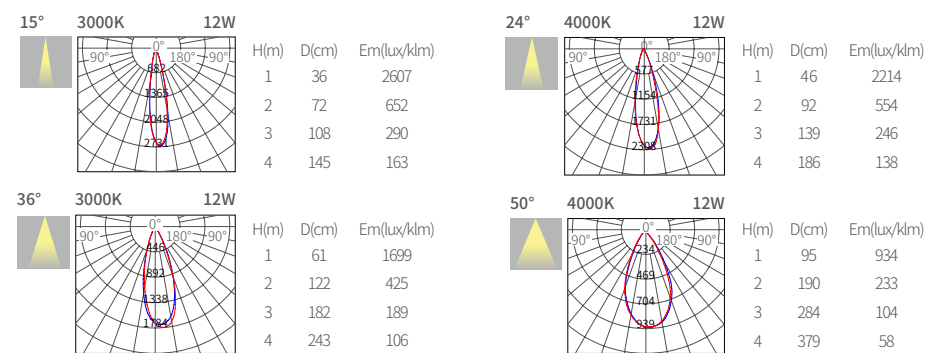 15° 3000K 12W
0°
-90° 180° -90°
682
1365
2048
2731
H(m) D(cm) Em(lux/klm)
1 36 2607
2 72 652
3 108 290
4 145 163
24° 4000K 12W
0°
-90° 180° -90°
577
1154
1731
2308
H(m) D(cm) Em(lux/klm)
1 46 2214
2 92 554
3 139 246
4 186 138
36° 3000K 12W
0°
-90° 180° -90°
446
892
1338
1784
H(m) D(cm) Em(lux/klm)
1 61 1699
2 122 425
3 182 189
4 243 106
50° 4000K 12W
0°
-90° 180° -90°
234
469
704
939
H(m) D(cm) Em(lux/klm)
1 95 934
2 190 233
3 284 104
4 379 58